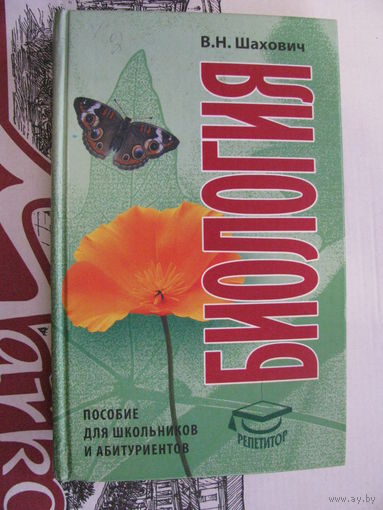 В.Н. Шахович
БИОЛОГИЯ
ПОСОБИЕ
ДЛЯ ШКОЛЬНИКОВ
И АБИТУРИЕНТОВ
РЕПЕТИТОР
www.ay.by